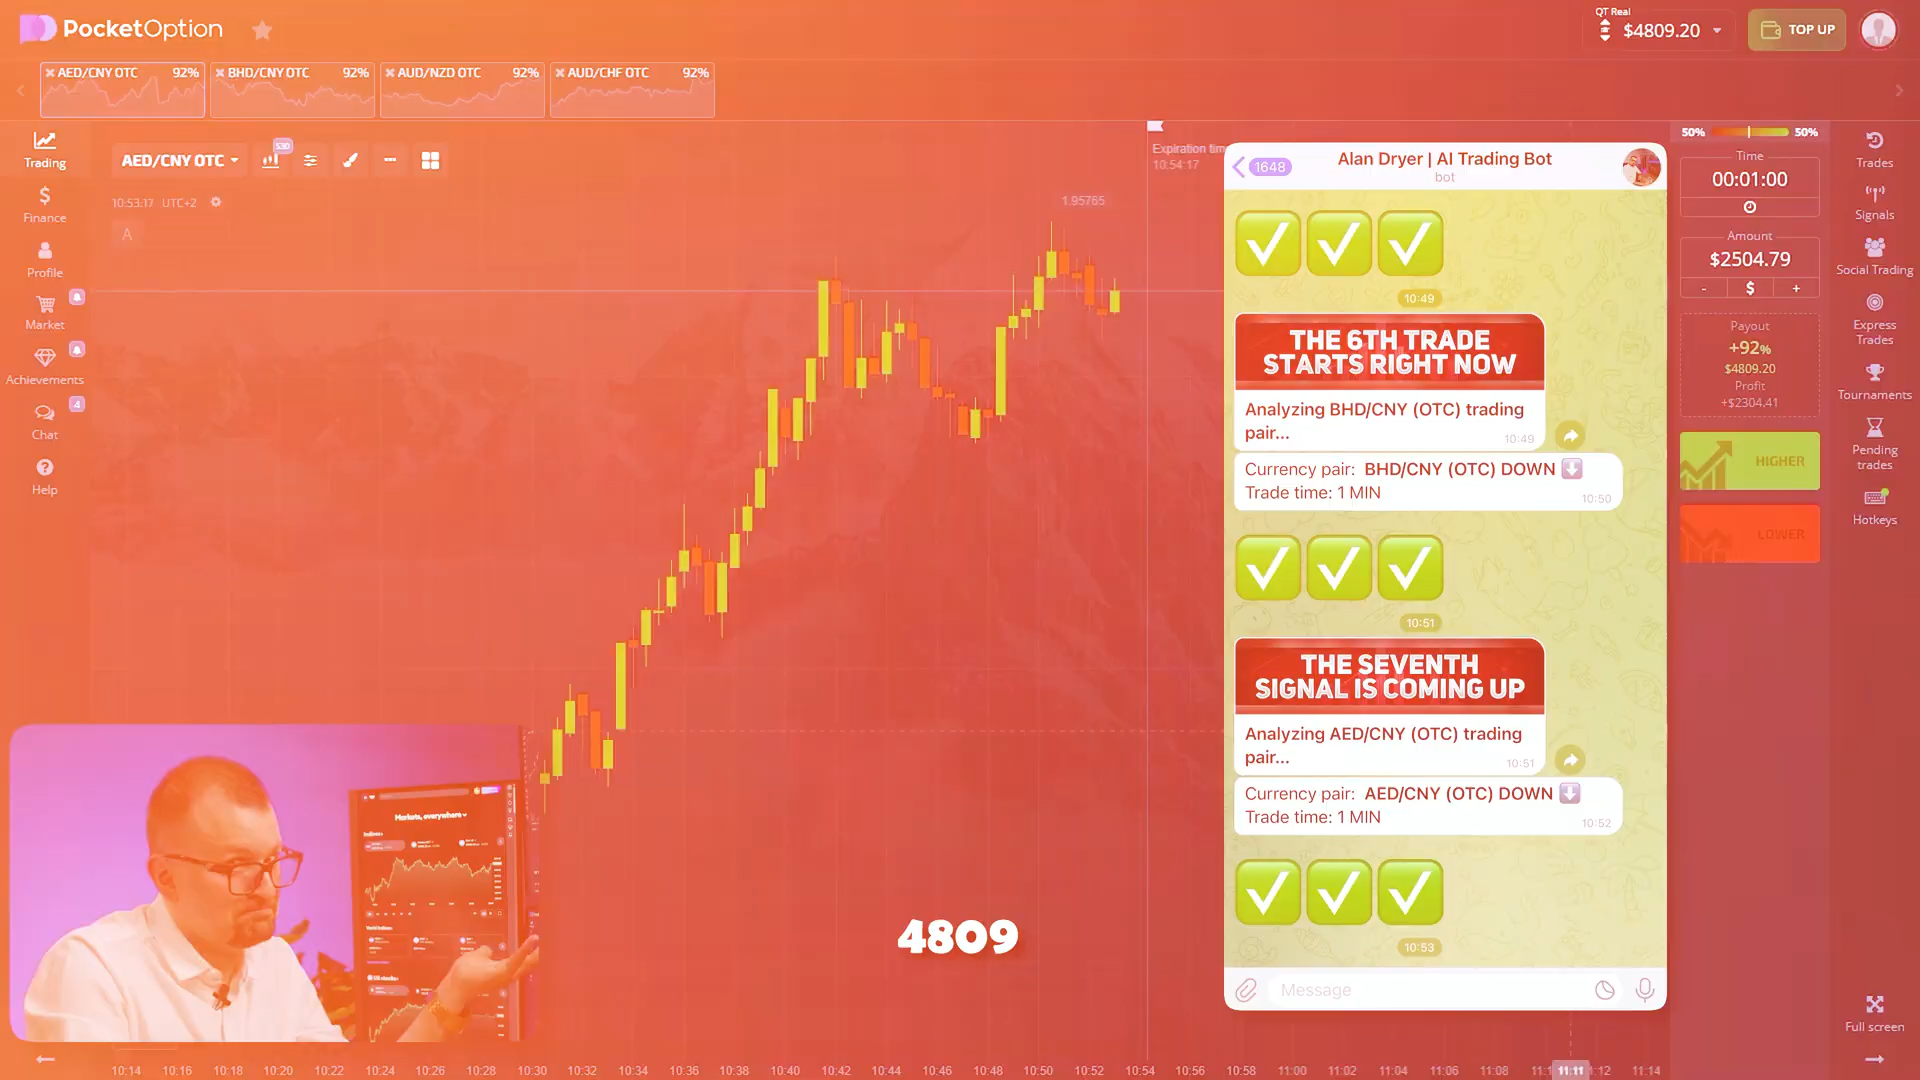 PocketOption
QT Real
$4809.20
TOP UP
AED/CNY OTC 92%
BHD/CNY OTC 92%
AUD/NZD OTC 92%
AUD/CHF OTC 92%
Trading
Finance
Profile
Market
Achievements
4
Chat
Help
AED/CNY OTC
S30
10:53:17 UTC+2
A
1.95765
Expiration time
10:54:17
1648
Alan Dryer | AI Trading Bot
bot
10:49
THE 6TH TRADE
STARTS RIGHT NOW
Analyzing BHD/CNY (OTC) trading
pair...
10:49
Currency pair: BHD/CNY (OTC) DOWN
Trade time: 1 MIN
10:50
10:51
THE SEVENTH
SIGNAL IS COMING UP
Analyzing AED/CNY (OTC) trading
pair...
10:51
Currency pair: AED/CNY (OTC) DOWN
Trade time: 1 MIN
10:52
10:53
Message
50% 50%
Time
00:01:00
Amount
$2504.79
- $ +
Payout
+92%
$4809.20
Profit
+$2304.41
HIGHER
LOWER
Trades
Signals
Social Trading
Express
Trades
Tournaments
Pending
trades
Hotkeys
Full screen
Markets, everywhere
4809
10:14 10:16 10:18 10:20 10:22 10:24 10:26 10:28 10:30 10:32 10:34 10:36 10:38 10:40 10:42 10:44 10:46 10:48 10:50 10:52 10:54 10:56 10:58 11:00 11:02 11:04 11:06 11:08 11:11 11:14